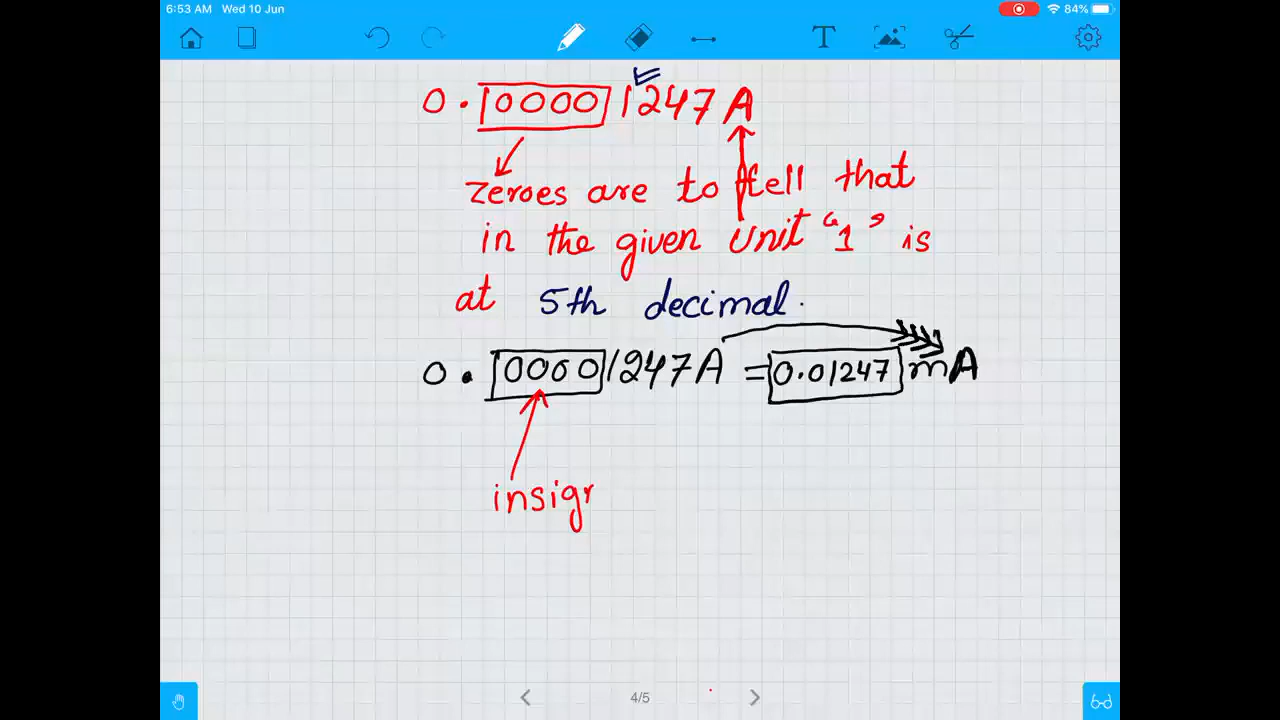 6:53 AM Wed 10 Jun 84%
T
0.00001247 A
zeroes are to tell that
in the given unit "1" is
at 5th decimal.
0.00001247A = 0.01247 mA
insigr
4/5